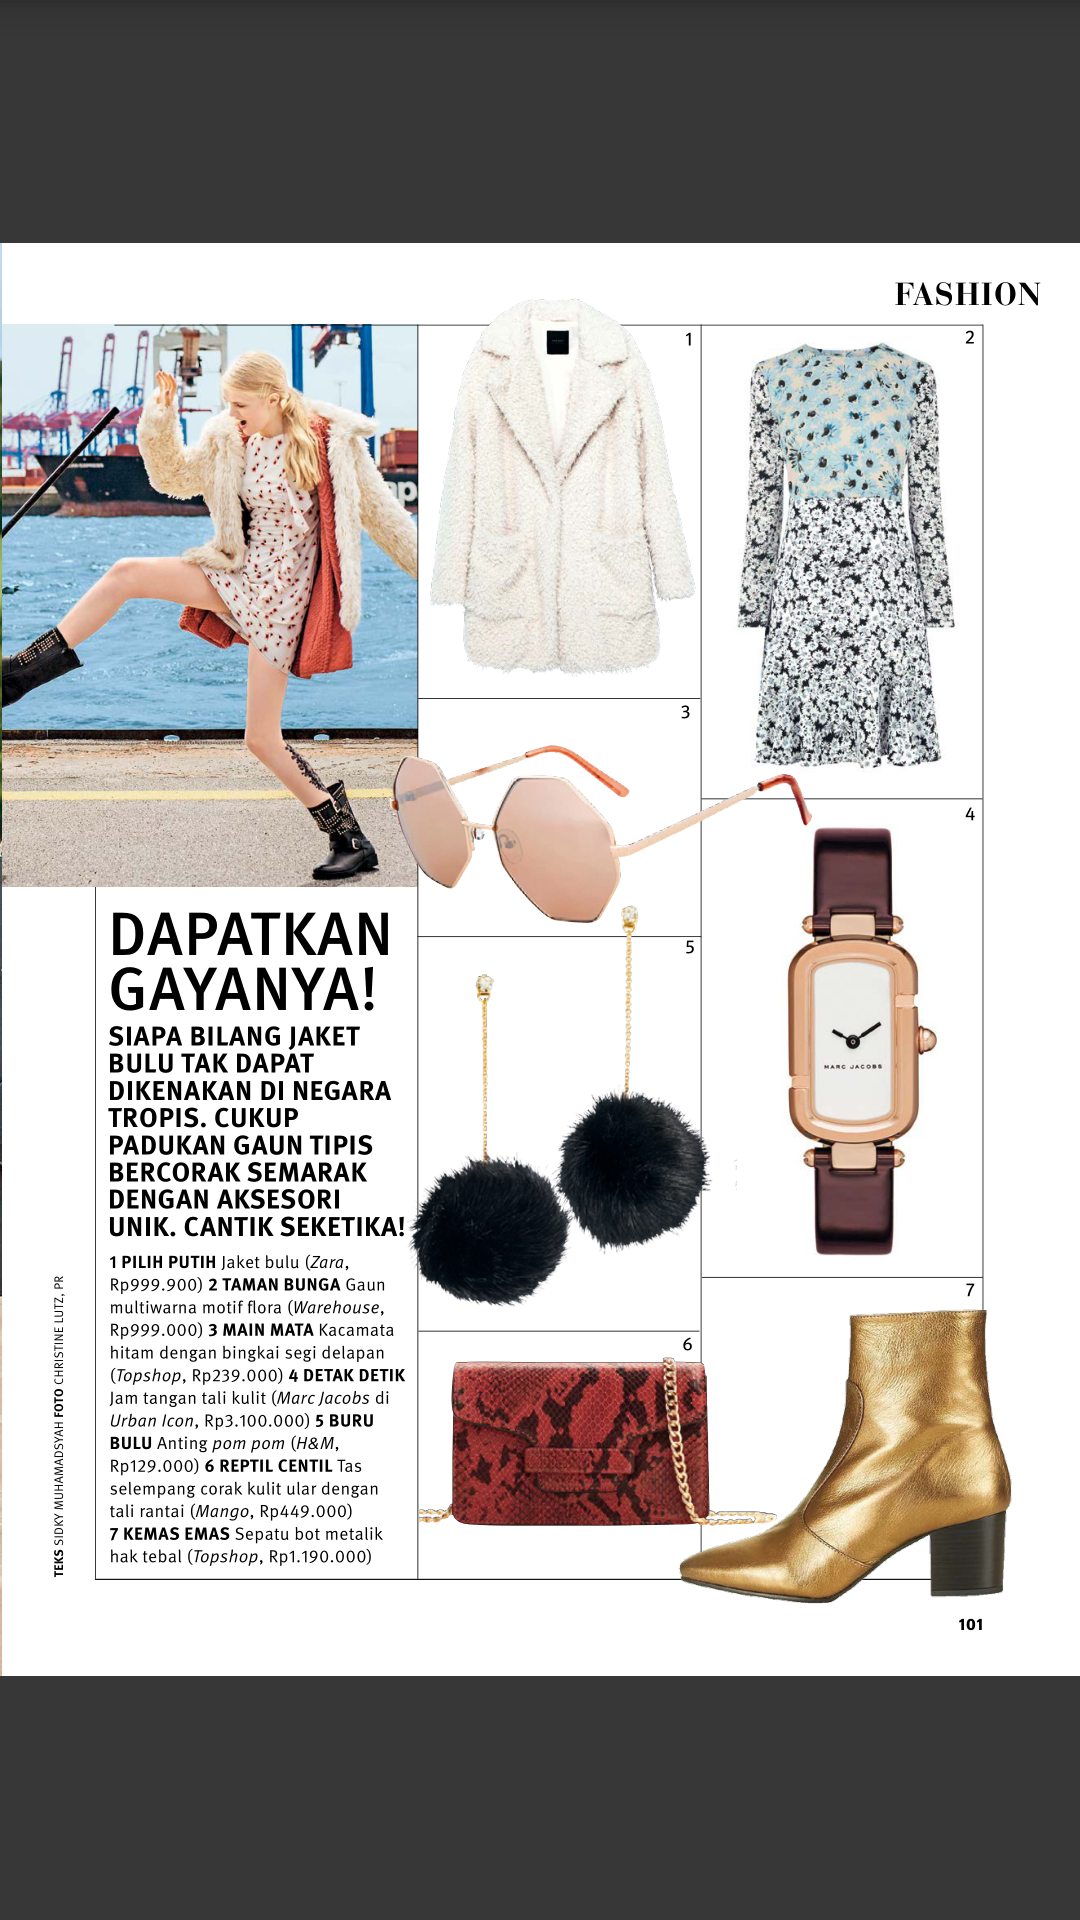 FASHION
1
2
3
4
MARC JACOBS
5
6
7
DAPATKAN
GAYANYA!
SIAPA BILANG JAKET
BULU TAK DAPAT
DIKENAKAN DI NEGARA
TROPIS. CUKUP
PADUKAN GAUN TIPIS
BERCORAK SEMARAK
DENGAN AKSESORI
UNIK. CANTIK SEKETIKA!
1 PILIH PUTIH Jaket bulu (Zara,
Rp999.900) 2 TAMAN BUNGA Gaun
multiwarna motif flora (Warehouse,
Rp999.000) 3 MAIN MATA Kacamata
hitam dengan bingkai segi delapan
(Topshop, Rp239.000) 4 DETAK DETIK
Jam tangan tali kulit (Marc Jacobs di
Urban Icon, Rp3.100.000) 5 BURU
BULU Anting pom pom (H&M,
Rp129.000) 6 REPTIL CENTIL Tas
selempang corak kulit ular dengan
tali rantai (Mango, Rp449.000)
7 KEMAS EMAS Sepatu bot metalik
hak tebal (Topshop, Rp1.190.000)
TEKS SIDKY MUHAMADSYAH FOTO CHRISTINE LUTZ, PR
101